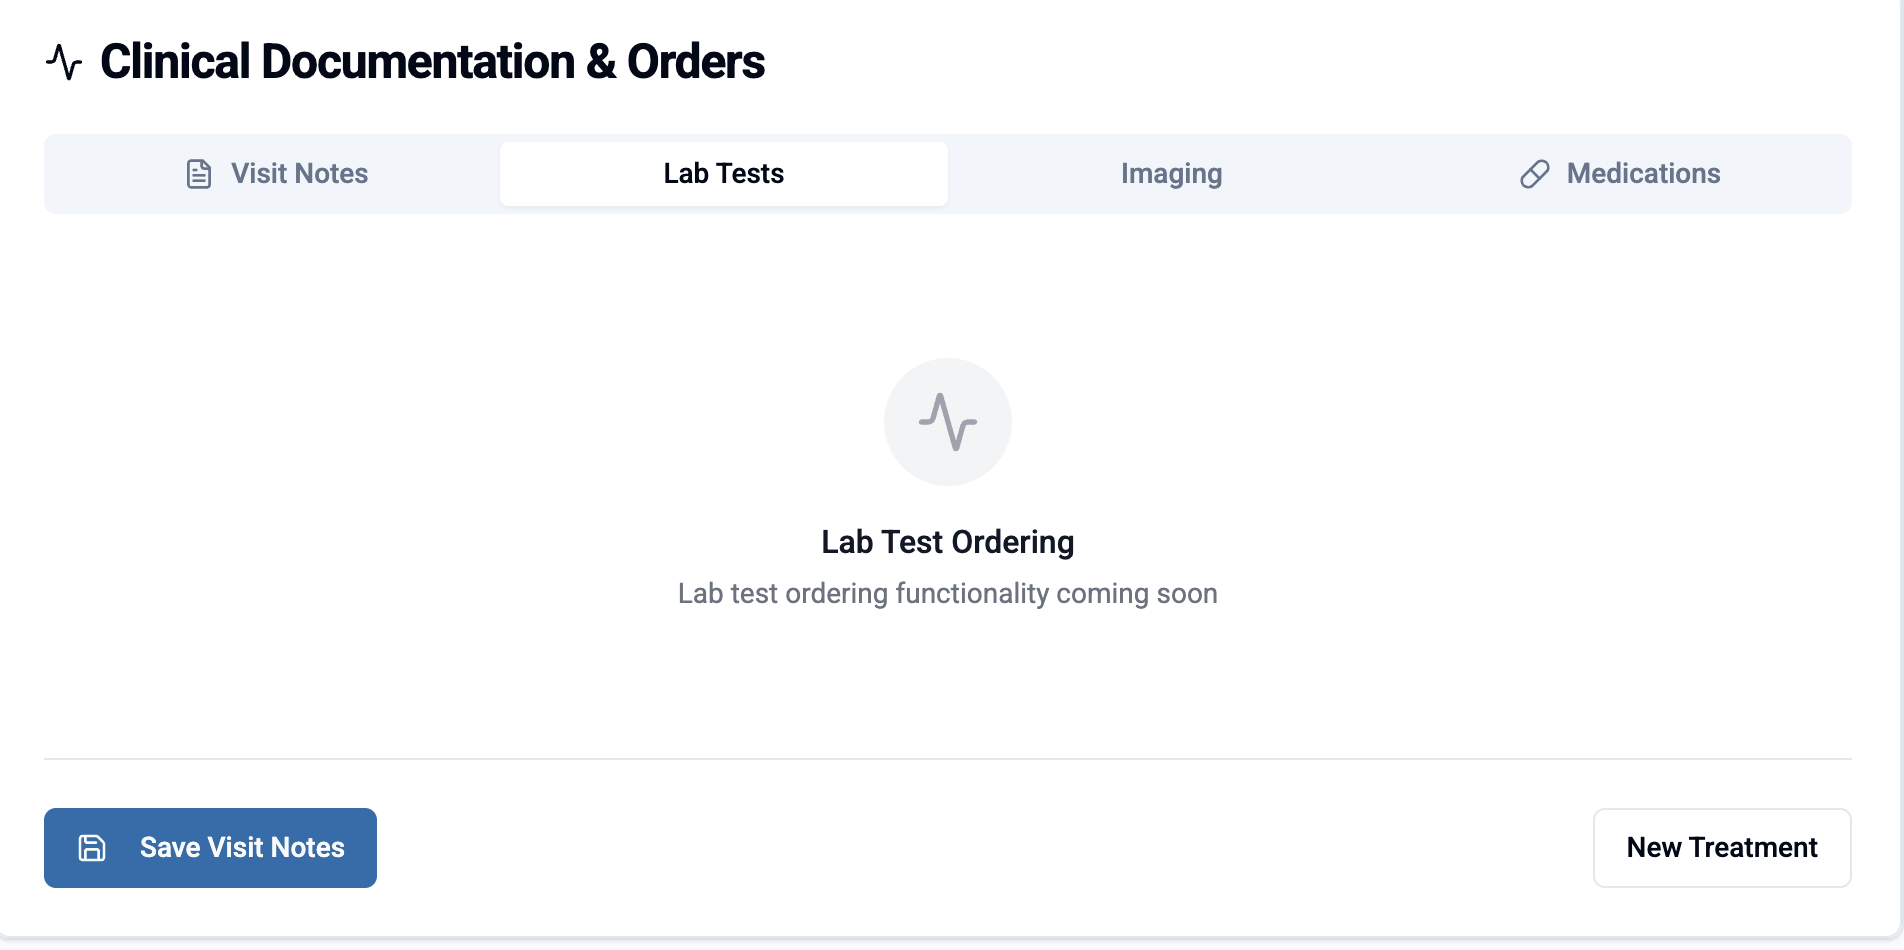 Clinical Documentation & Orders
Visit Notes
Lab Tests
Imaging
Medications
Lab Test Ordering
Lab test ordering functionality coming soon
Save Visit Notes
New Treatment